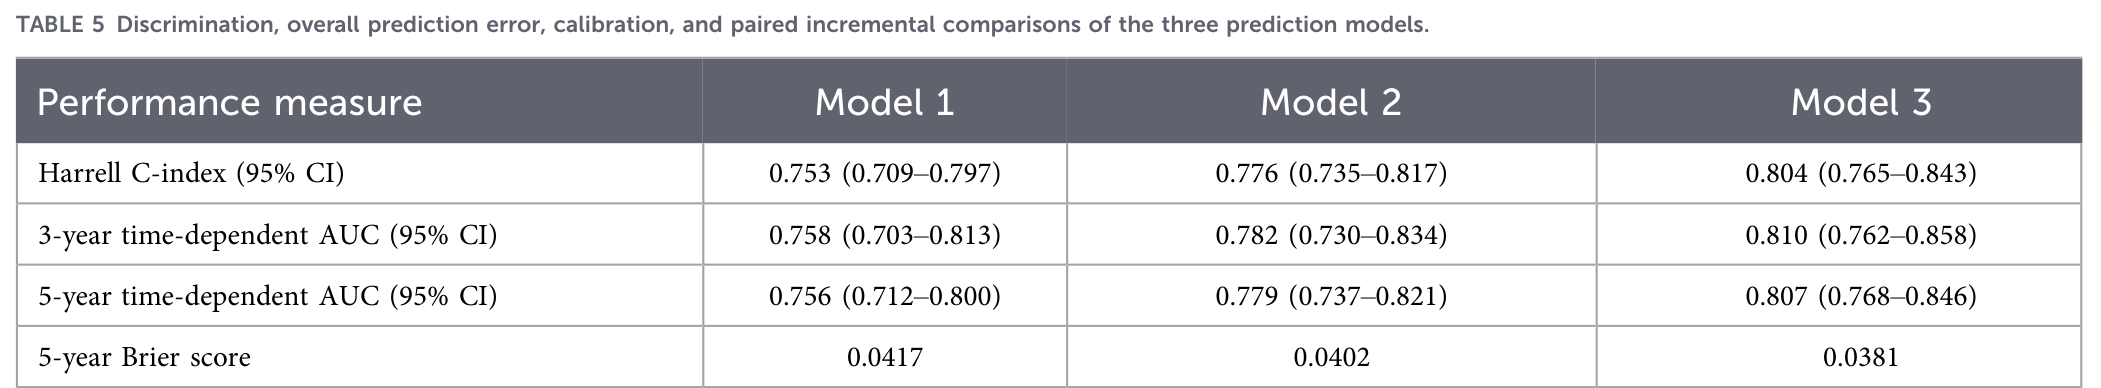 TABLE 5 Discrimination, overall prediction error, calibration, and paired incremental comparisons of the three prediction models.
Performance measure Model 1 Model 2 Model 3
Harrell C-index (95% CI) 0.753 (0.709–0.797) 0.776 (0.735–0.817) 0.804 (0.765–0.843)
3-year time-dependent AUC (95% CI) 0.758 (0.703–0.813) 0.782 (0.730–0.834) 0.810 (0.762–0.858)
5-year time-dependent AUC (95% CI) 0.756 (0.712–0.800) 0.779 (0.737–0.821) 0.807 (0.768–0.846)
5-year Brier score 0.0417 0.0402 0.0381